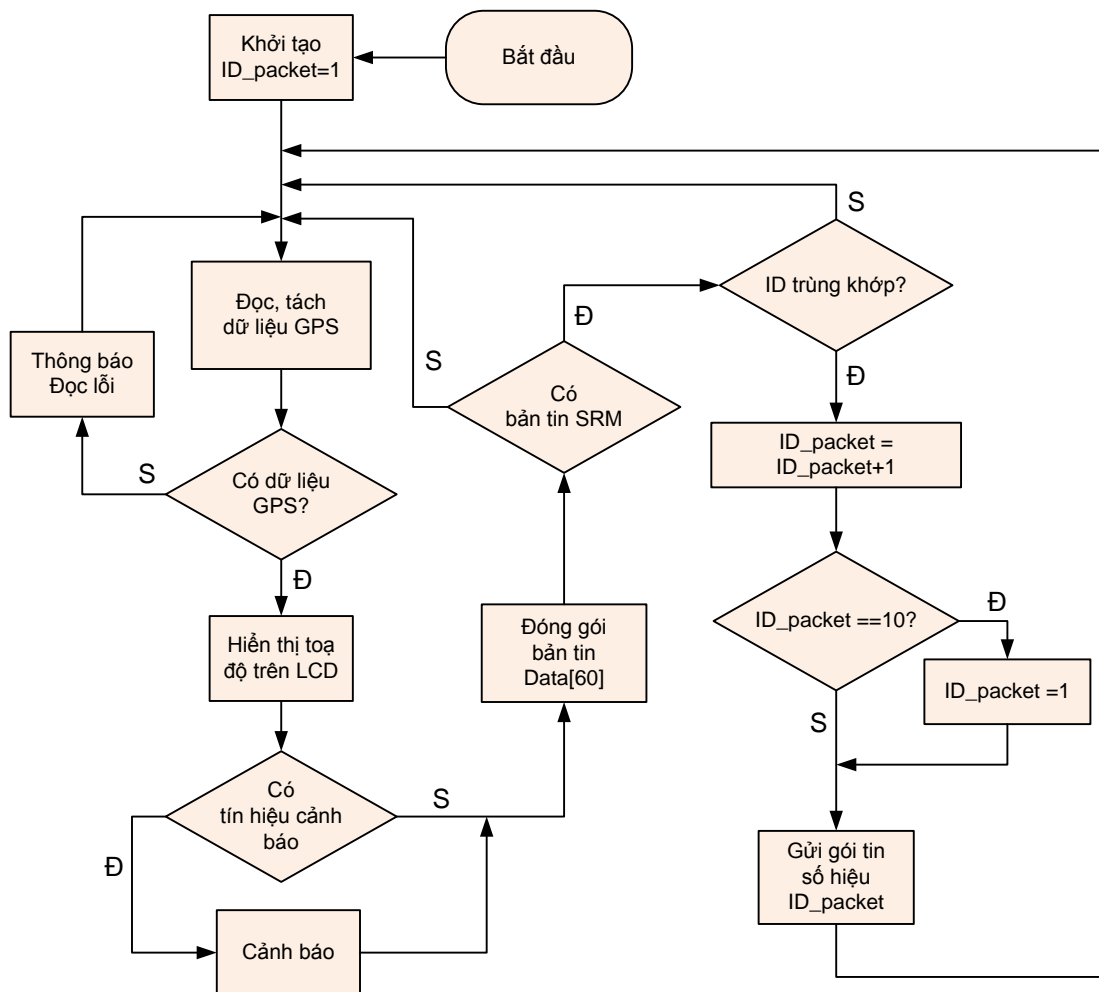 Khởi tạo
ID_packet=1
Bắt đầu
Đọc, tách
dữ liệu GPS
Thông báo
Đọc lỗi
Có dữ liệu
GPS?
S
Đ
Hiển thị toạ
độ trên LCD
Có
tín hiệu cảnh
báo
S
Đ
Cảnh báo
Đóng gói
bản tin
Data[60]
Có
bản tin SRM
S
Đ
ID trùng khớp?
S
Đ
ID_packet =
ID_packet+1
ID_packet ==10?
Đ
S
ID_packet =1
Gửi gói tin
số hiệu
ID_packet